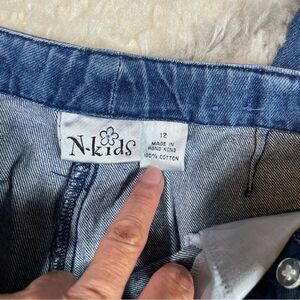 N-kids
12
MADE IN
HONG KONG
100% COTTON